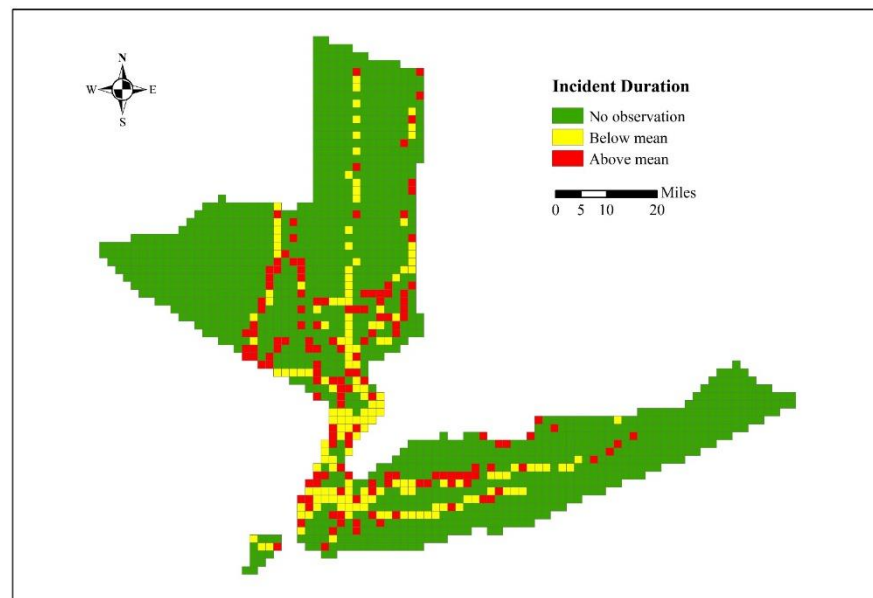 N
W E
S
Incident Duration
No observation
Below mean
Above mean
Miles
0 5 10 20